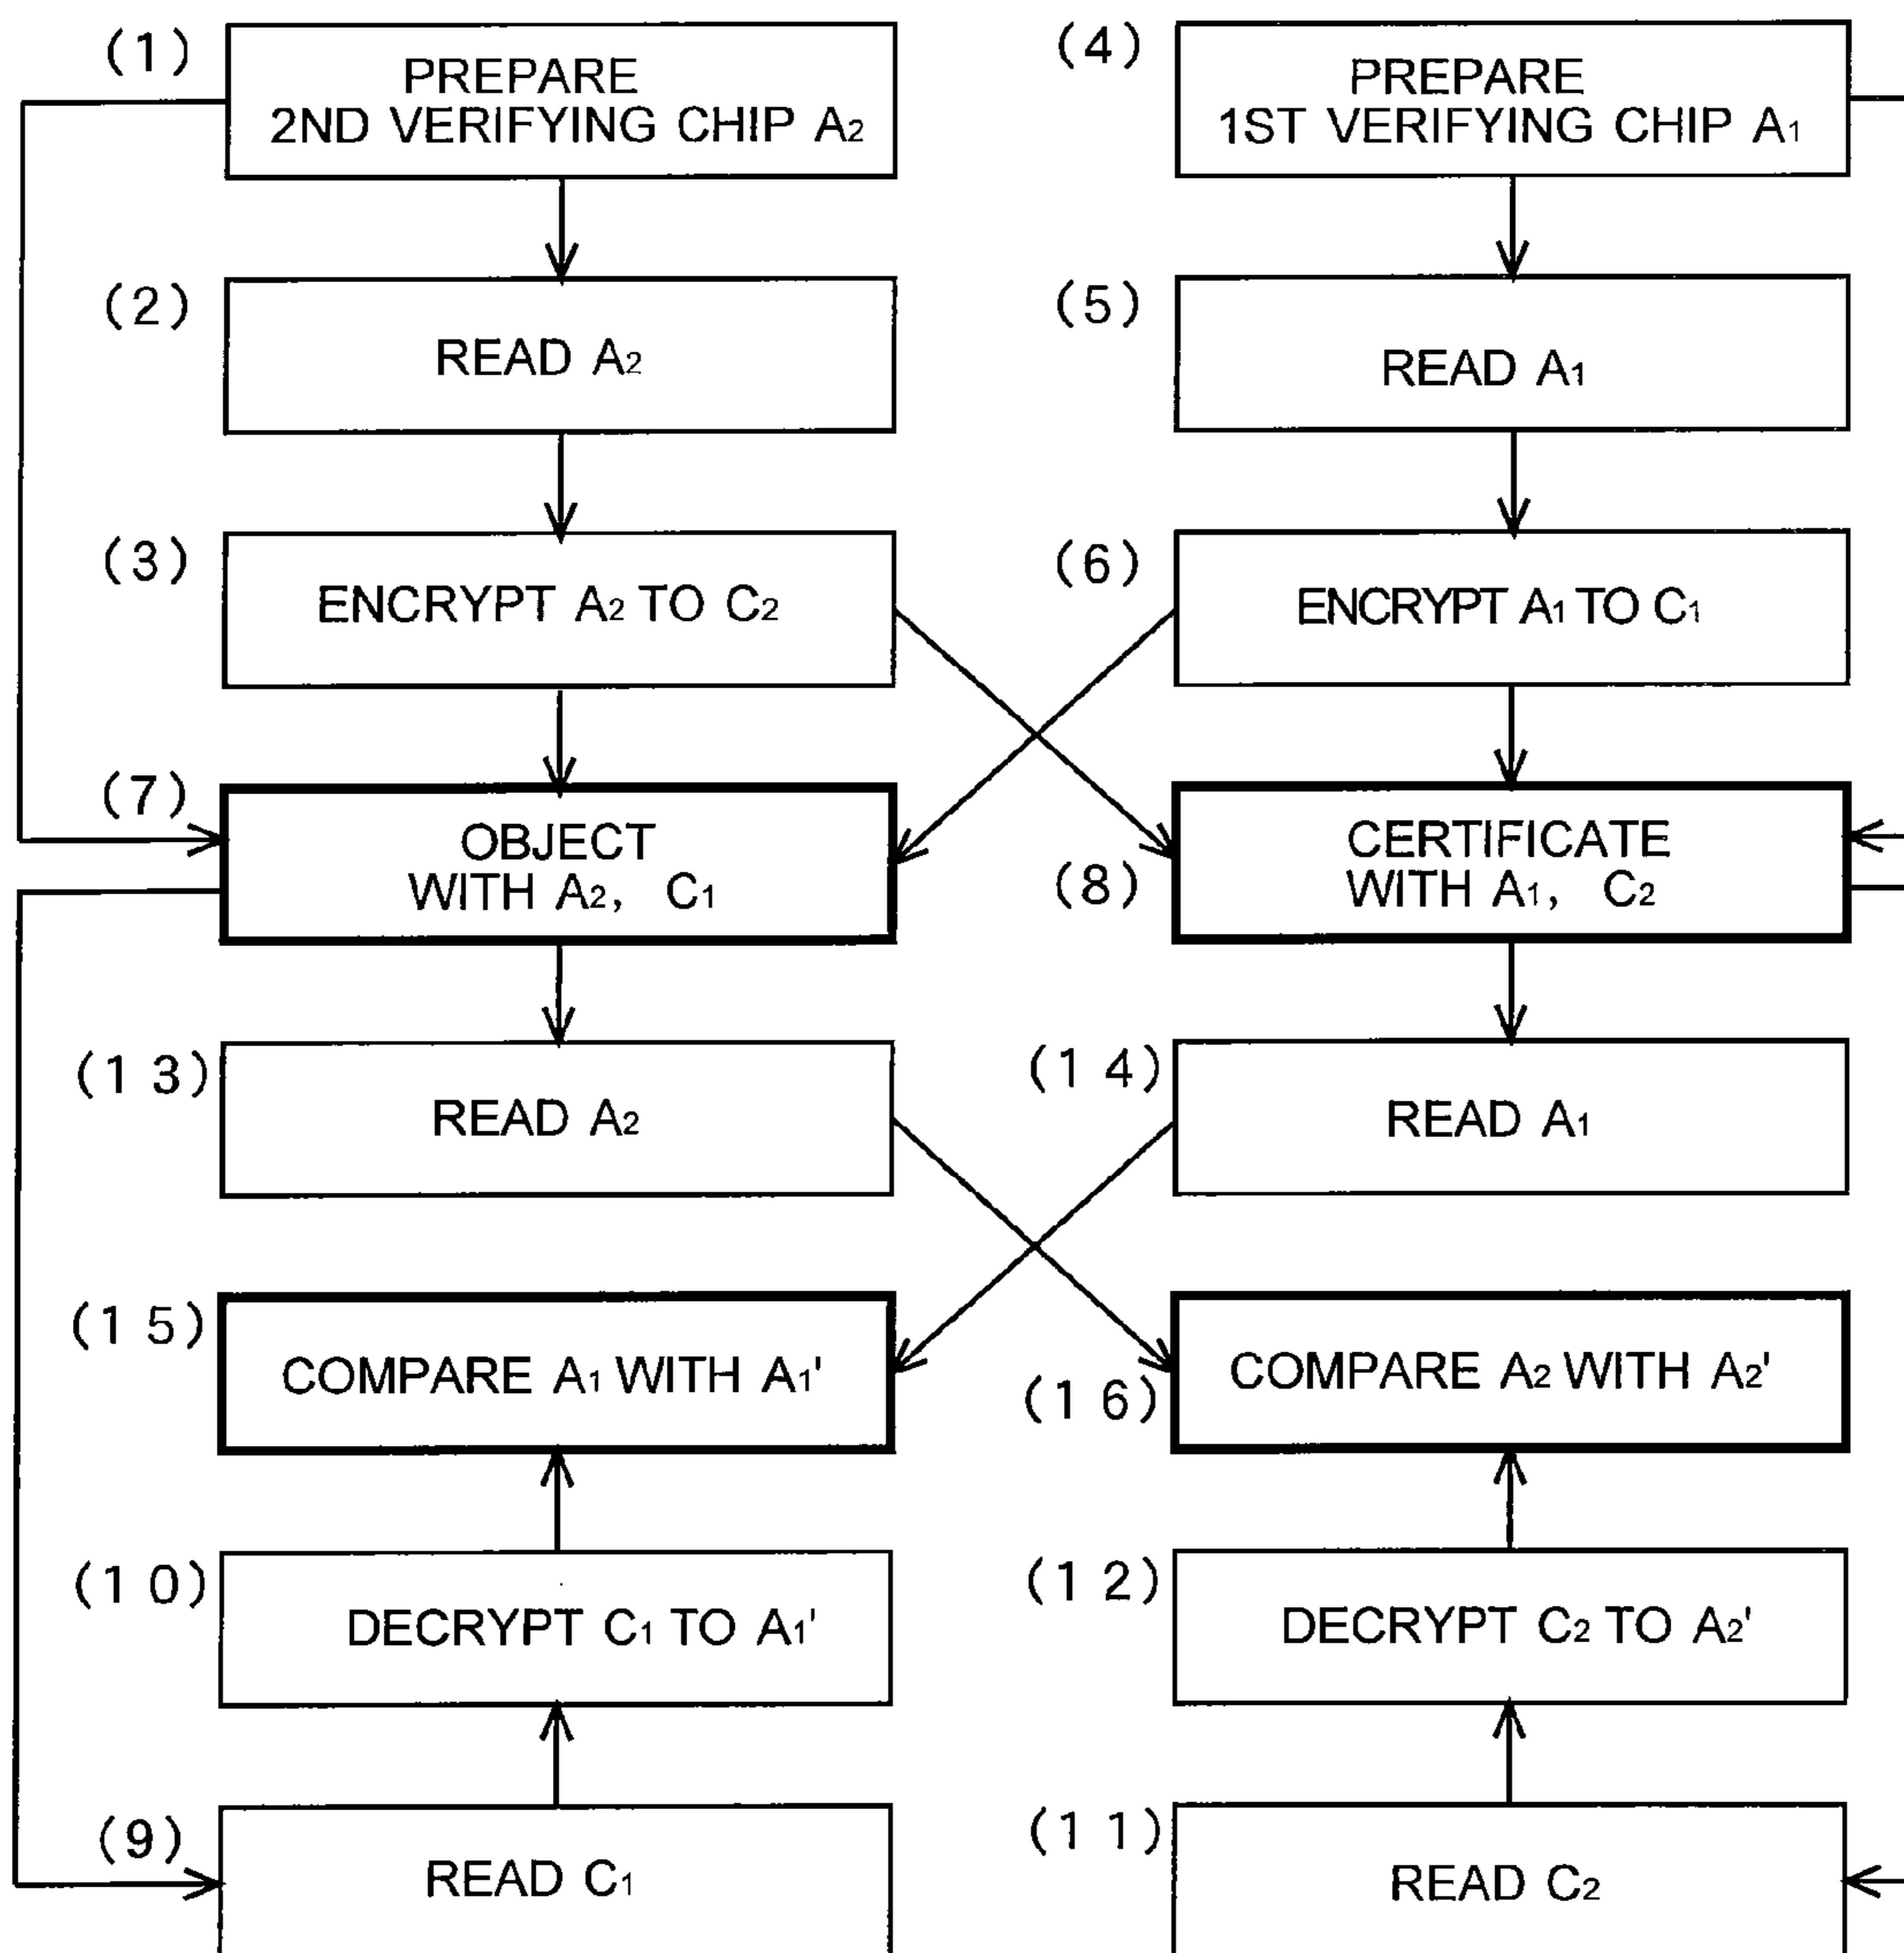 (1)
PREPARE
2ND VERIFYING CHIP A₂
(4)
PREPARE
1ST VERIFYING CHIP A₁
(2)
READ A₂
(5)
READ A₁
(3)
ENCRYPT A₂ TO C₂
(6)
ENCRYPT A₁ TO C₁
(7)
OBJECT
WITH A₂, C₁
(8)
CERTIFICATE
WITH A₁, C₂
(13)
READ A₂
(14)
READ A₁
(15)
COMPARE A₁ WITH A₁'
(16)
COMPARE A₂ WITH A₂'
(10)
DECRYPT C₁ TO A₁'
(12)
DECRYPT C₂ TO A₂'
(9)
READ C₁
(11)
READ C₂